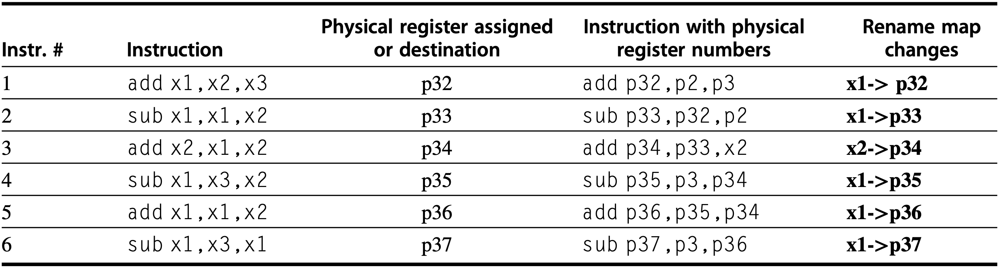 Instr. # Instruction Physical register assigned or destination Instruction with physical register numbers Rename map changes
1 add x1,x2,x3 p32 add p32,p2,p3 x1-> p32
2 sub x1,x1,x2 p33 sub p33,p32,p2 x1->p33
3 add x2,x1,x2 p34 add p34,p33,x2 x2->p34
4 sub x1,x3,x2 p35 sub p35,p3,p34 x1->p35
5 add x1,x1,x2 p36 add p36,p35,p34 x1->p36
6 sub x1,x3,x1 p37 sub p37,p3,p36 x1->p37